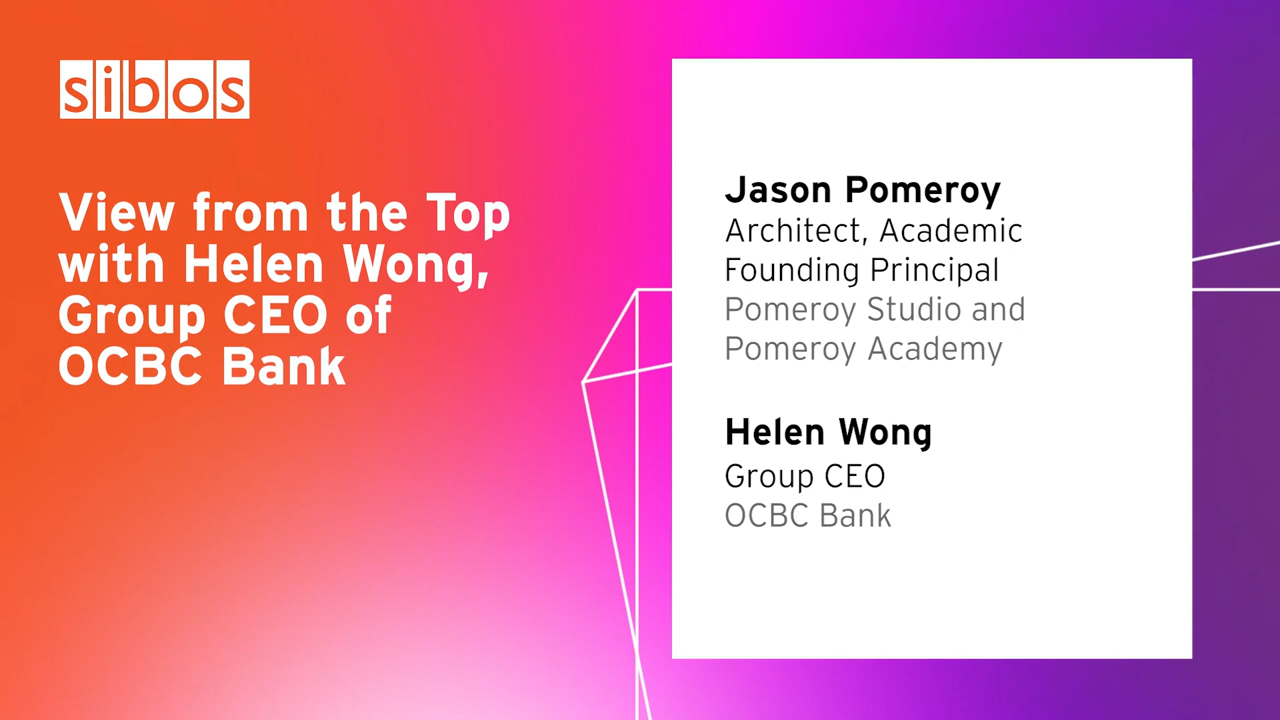 sibos
View from the Top
with Helen Wong,
Group CEO of
OCBC Bank
Jason Pomeroy
Architect, Academic
Founding Principal
Pomeroy Studio and
Pomeroy Academy
Helen Wong
Group CEO
OCBC Bank